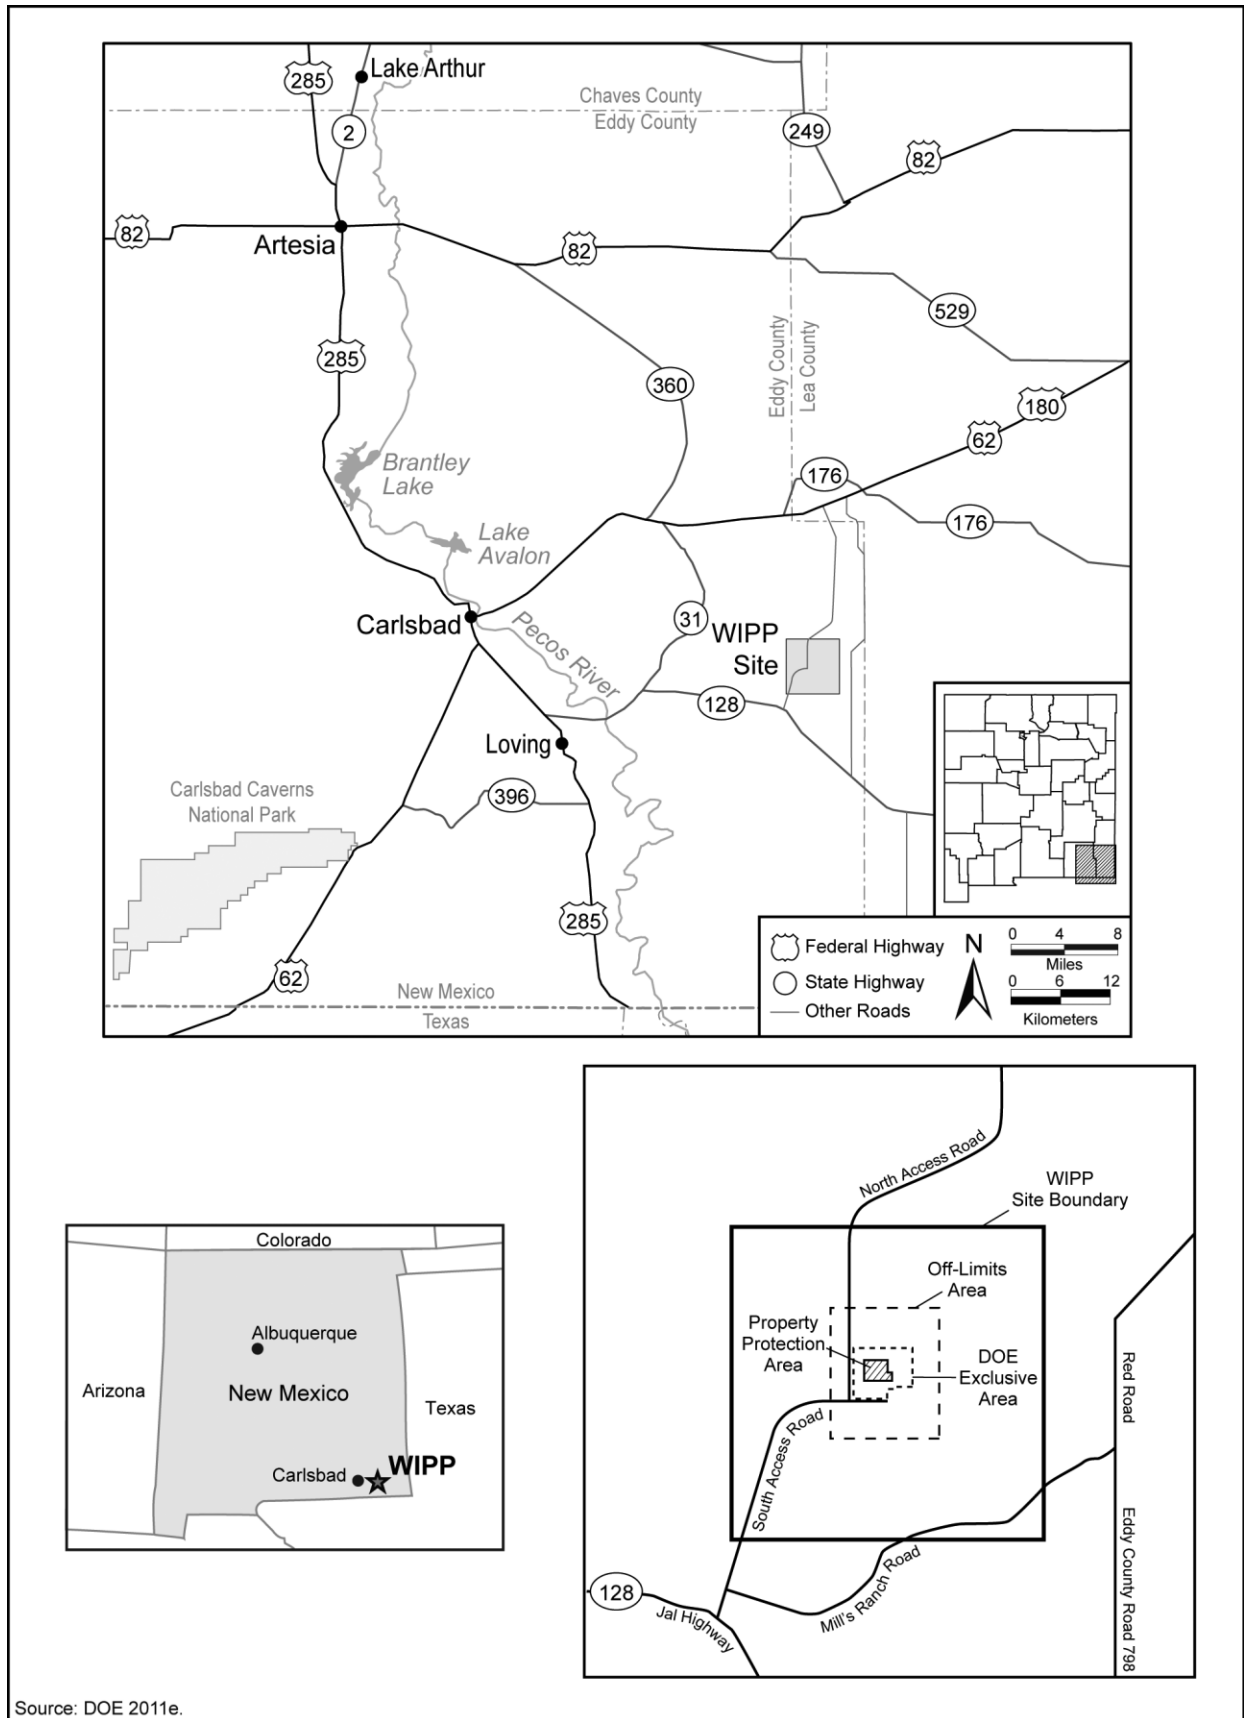 Lake Arthur
285
2
Chaves County
Eddy County
249
82
82
Artesia
82
529
285
360
Eddy County
Lea County
180
62
Brantley
Lake
176
176
Lake
Avalon
Carlsbad
Pecos River
31
WIPP
Site
128
Loving
Carlsbad Caverns
National Park
396
285
62
New Mexico
Texas
Federal Highway
State Highway
Other Roads
N
0 4 8
Miles
0 6 12
Kilometers
North Access Road
WIPP
Site Boundary
Off-Limits
Area
Property
Protection
Area
DOE
Exclusive
Area
Red Road
South Access Road
Mill's Ranch Road
Eddy County Road 798
128
Jal Highway
Colorado
Albuquerque
Arizona
New Mexico
Texas
Carlsbad
WIPP
Source: DOE 2011e.